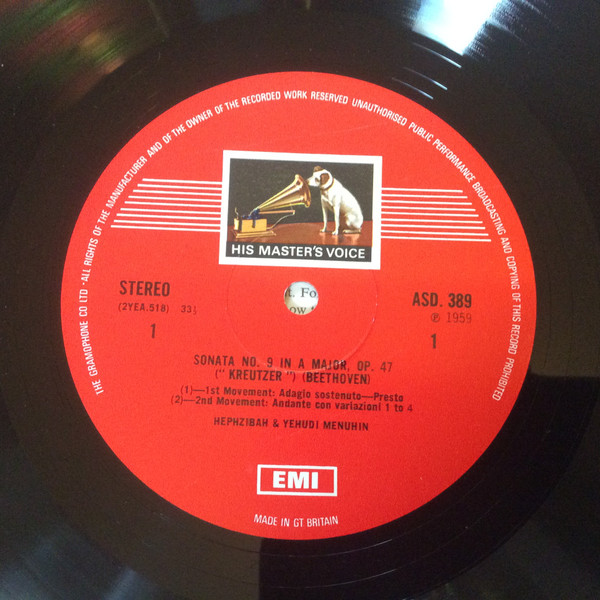 THE GRAMOPHONE CO LTD · ALL RIGHTS OF THE MANUFACTURER AND OF THE OWNER OF THE RECORDED WORK RESERVED UNAUTHORISED PUBLIC PERFORMANCE BROADCASTING AND COPYING OF THIS RECORD PROHIBITED
HIS MASTER'S VOICE
STEREO
(2YEA.518) 33⅓
1
ASD. 389
℗ 1959
1
t. Fo
ow
SONATA NO. 9 IN A MAJOR, OP. 47
("KREUTZER") (BEETHOVEN)
(1)—1st Movement: Adagio sostenuto—Presto
(2)—2nd Movement: Andante con variazioni 1 to 4
HEPHZIBAH & YEHUDI MENUHIN
EMI
MADE IN GT BRITAIN